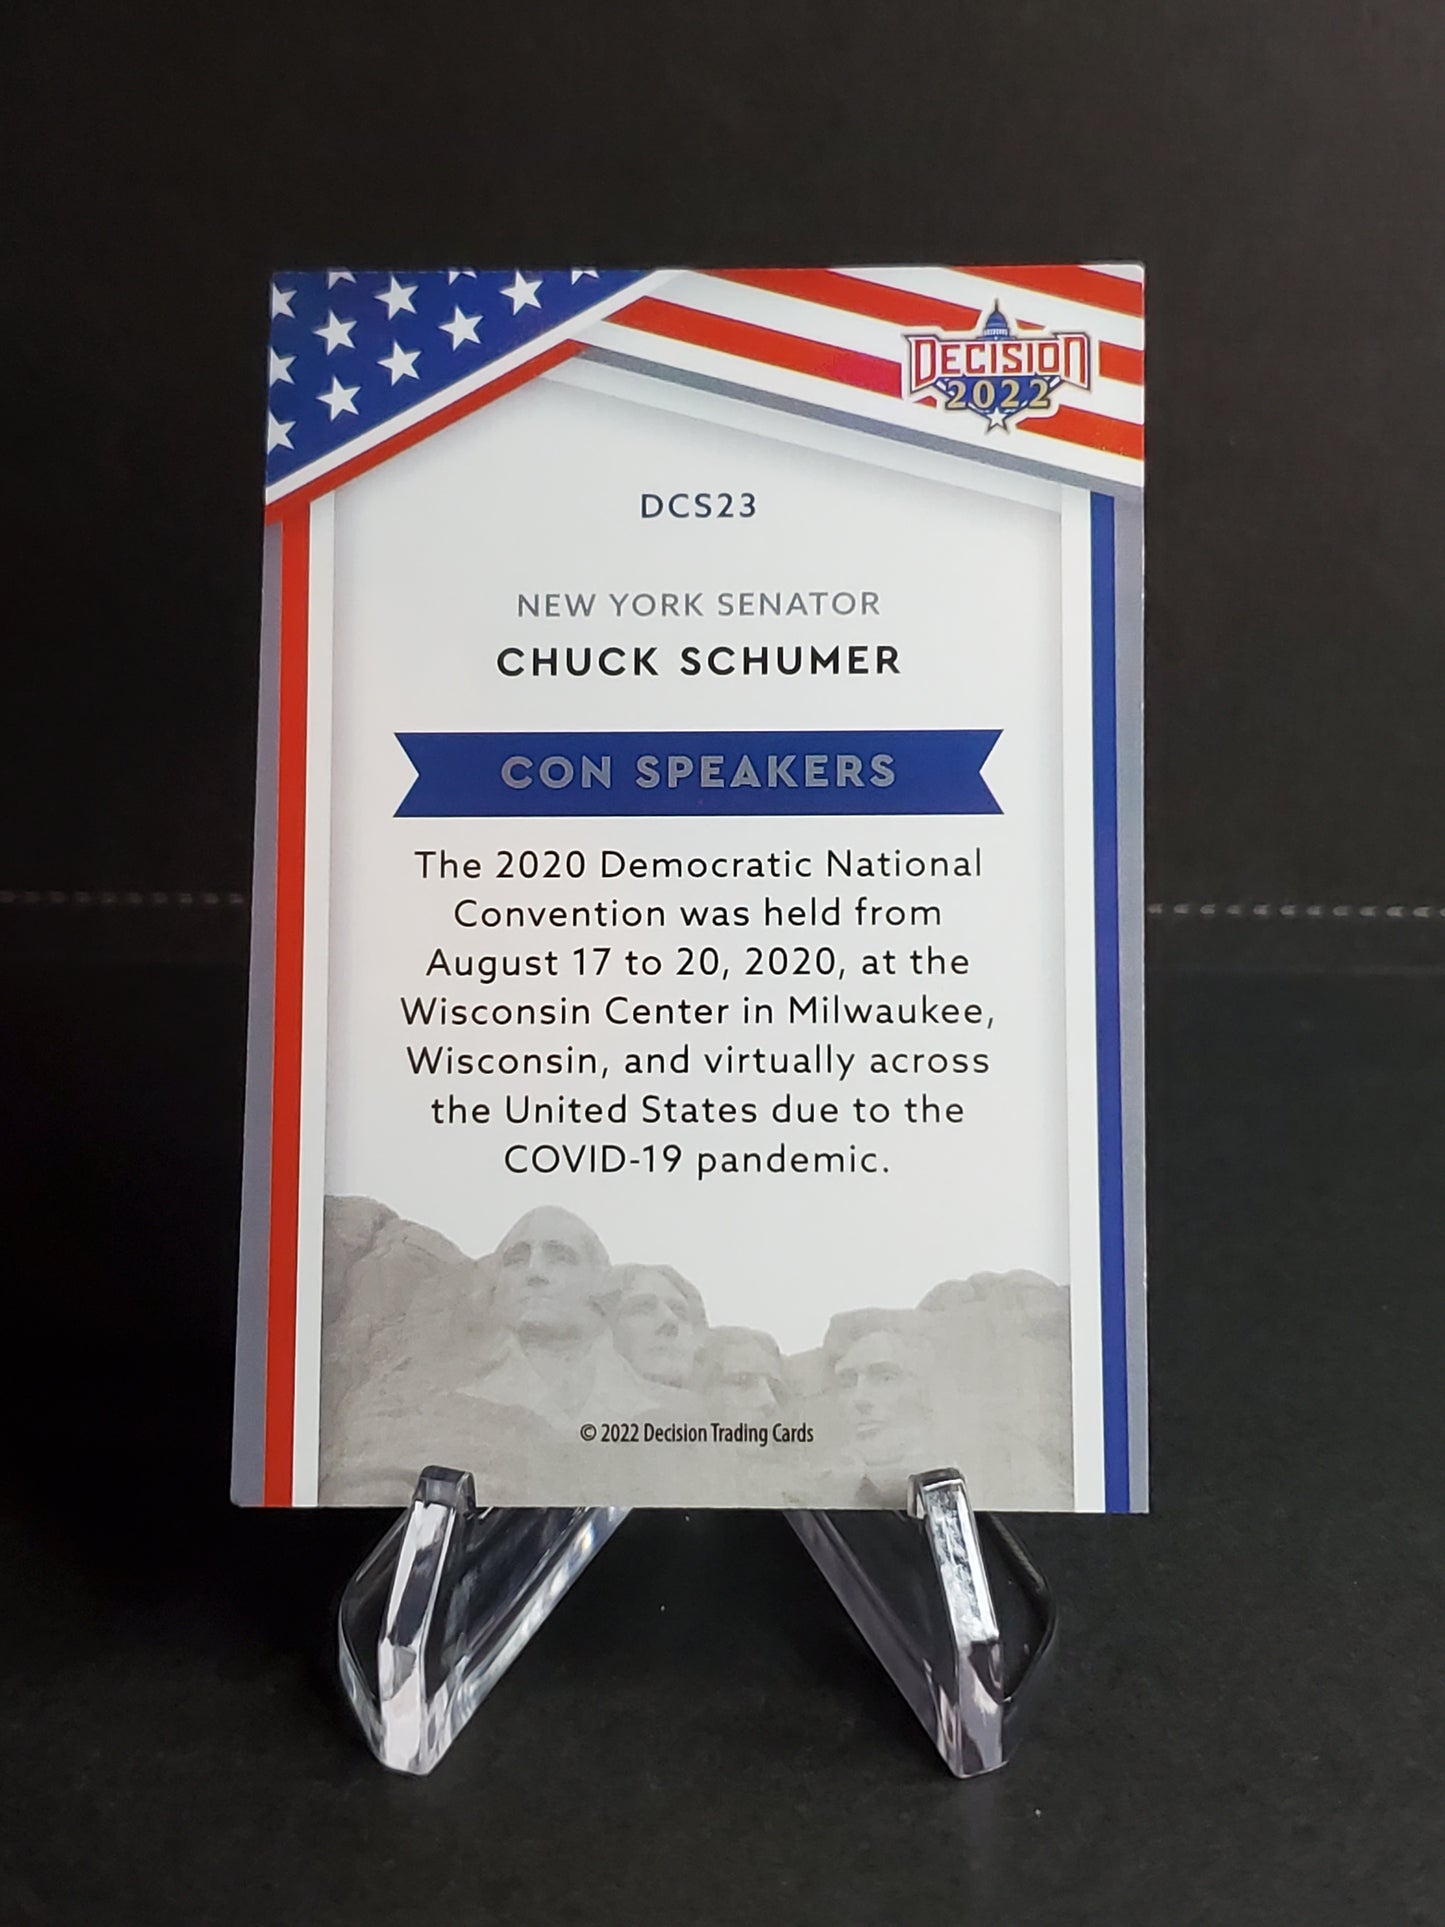 DECISION
2022
DCS23
NEW YORK SENATOR
CHUCK SCHUMER
CON SPEAKERS
The 2020 Democratic National
Convention was held from
August 17 to 20, 2020, at the
Wisconsin Center in Milwaukee,
Wisconsin, and virtually across
the United States due to the
COVID-19 pandemic.
© 2022 Decision Trading Cards